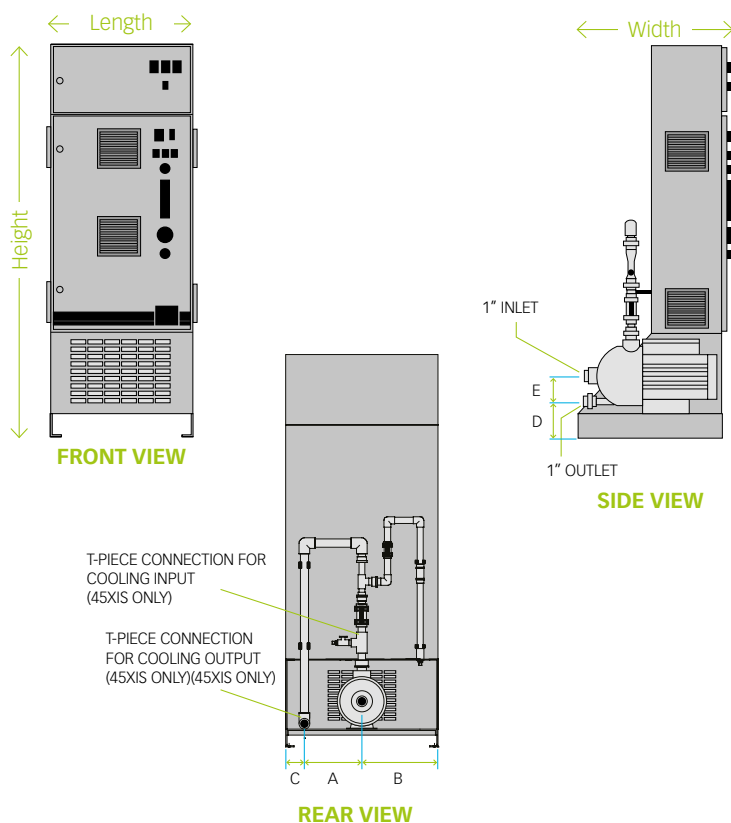 Length
Height
FRONT VIEW
Width
1” INLET
E
D
1” OUTLET
SIDE VIEW
T-PIECE CONNECTION FOR
COOLING INPUT
(45XIS ONLY)
T-PIECE CONNECTION
FOR COOLING OUTPUT
(45XIS ONLY)(45XIS ONLY)
C
A
B
REAR VIEW